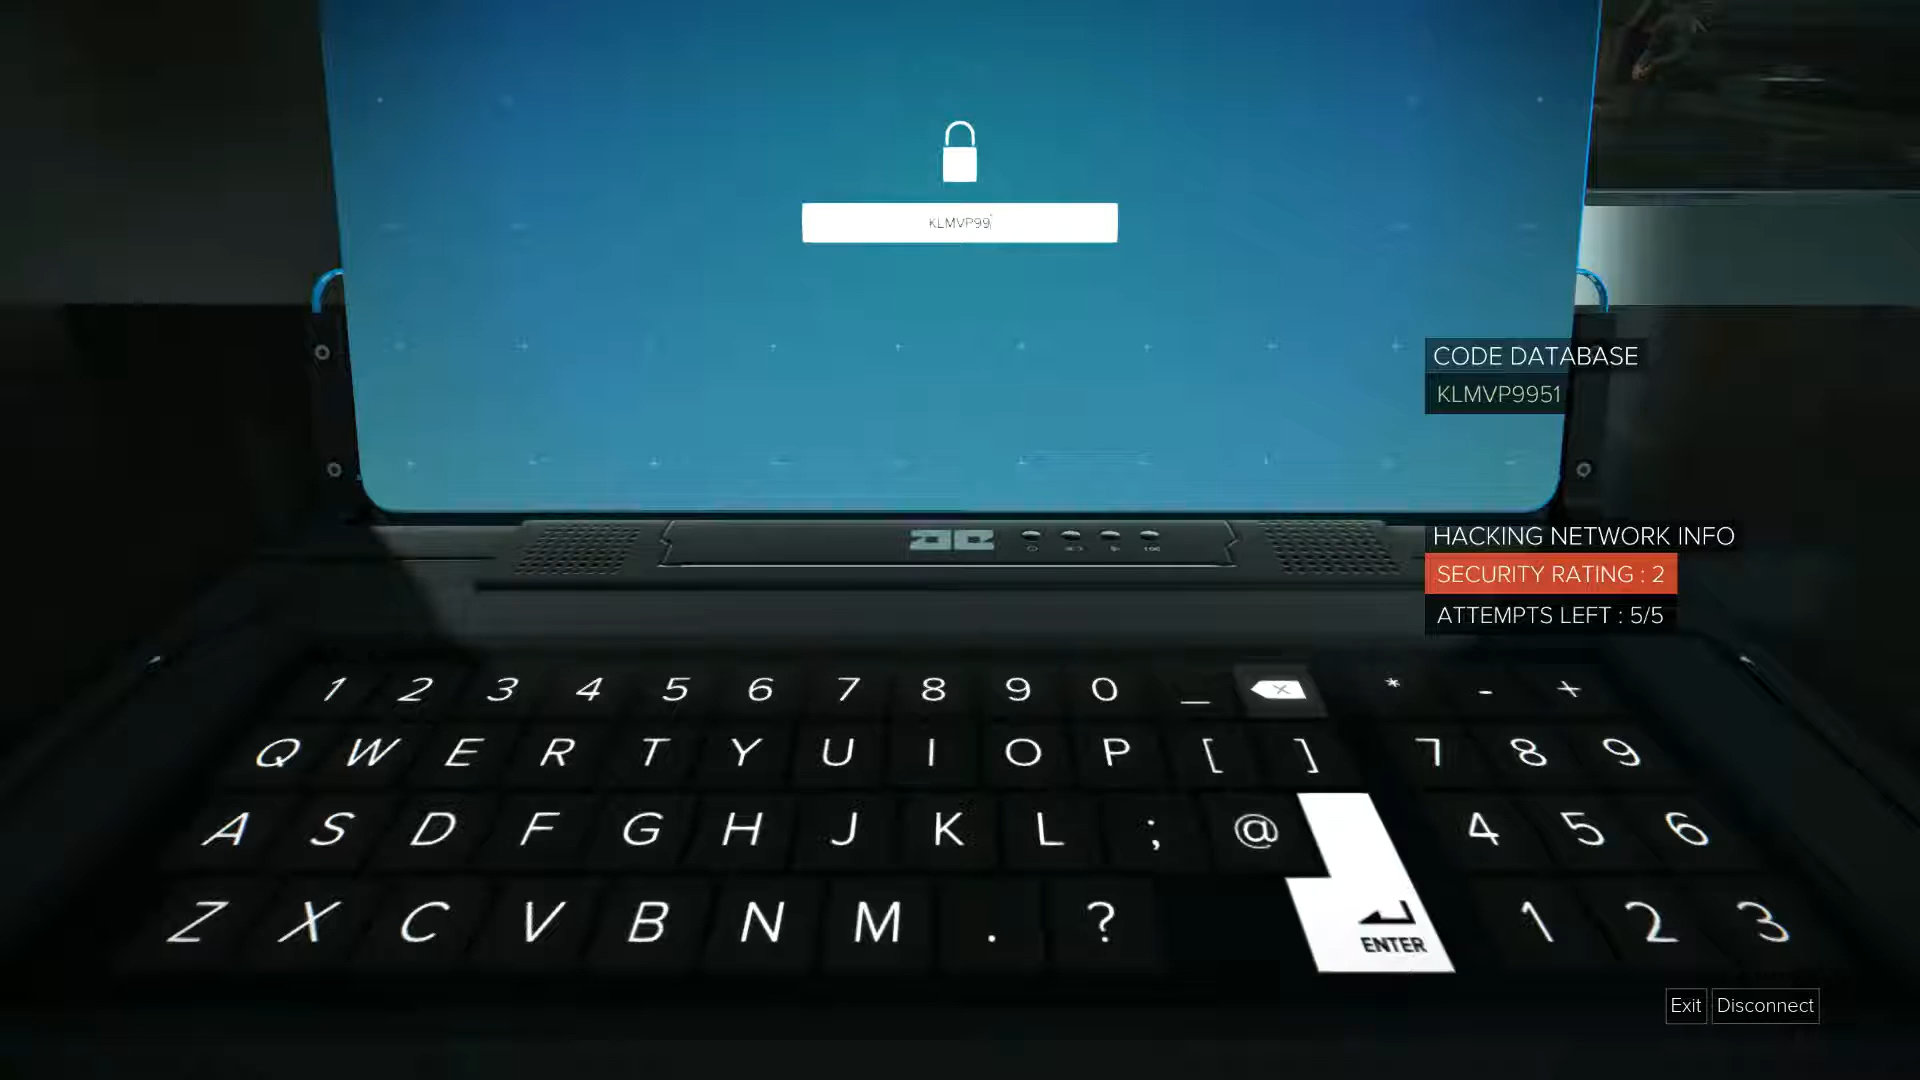 KLMVP99
CODE DATABASE
KLMVP9951
HACKING NETWORK INFO
SECURITY RATING : 2
ATTEMPTS LEFT : 5/5
1 2 3 4 5 6 7 8 9 0 _ * - +
Q W E R T Y U I O P [ ] 7 8 9
A S D F G H J K L ; @ 4 5 6
Z X C V B N M . ? ENTER 1 2 3
Exit Disconnect